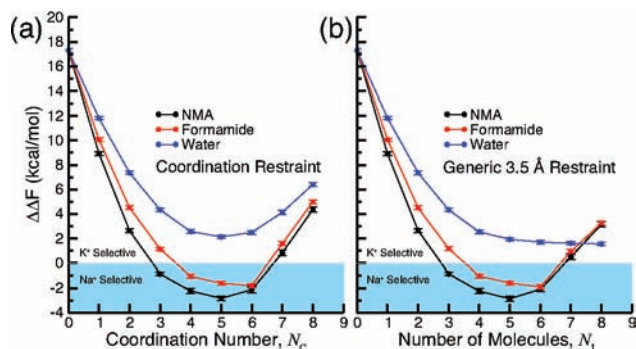 (a)
20
18
16
14
12
10
8
6
4
2
0
-2
-4
ΔΔF (kcal/mol)
NMA
Formamide
Water
Coordination Restraint
K⁺ Selective
Na⁺ Selective
0 1 2 3 4 5 6 7 8 9
Coordination Number, N_C
(b)
NMA
Formamide
Water
Generic 3.5 Å Restraint
K⁺ Selective
Na⁺ Selective
0 1 2 3 4 5 6 7 8 9
Number of Molecules, N_L